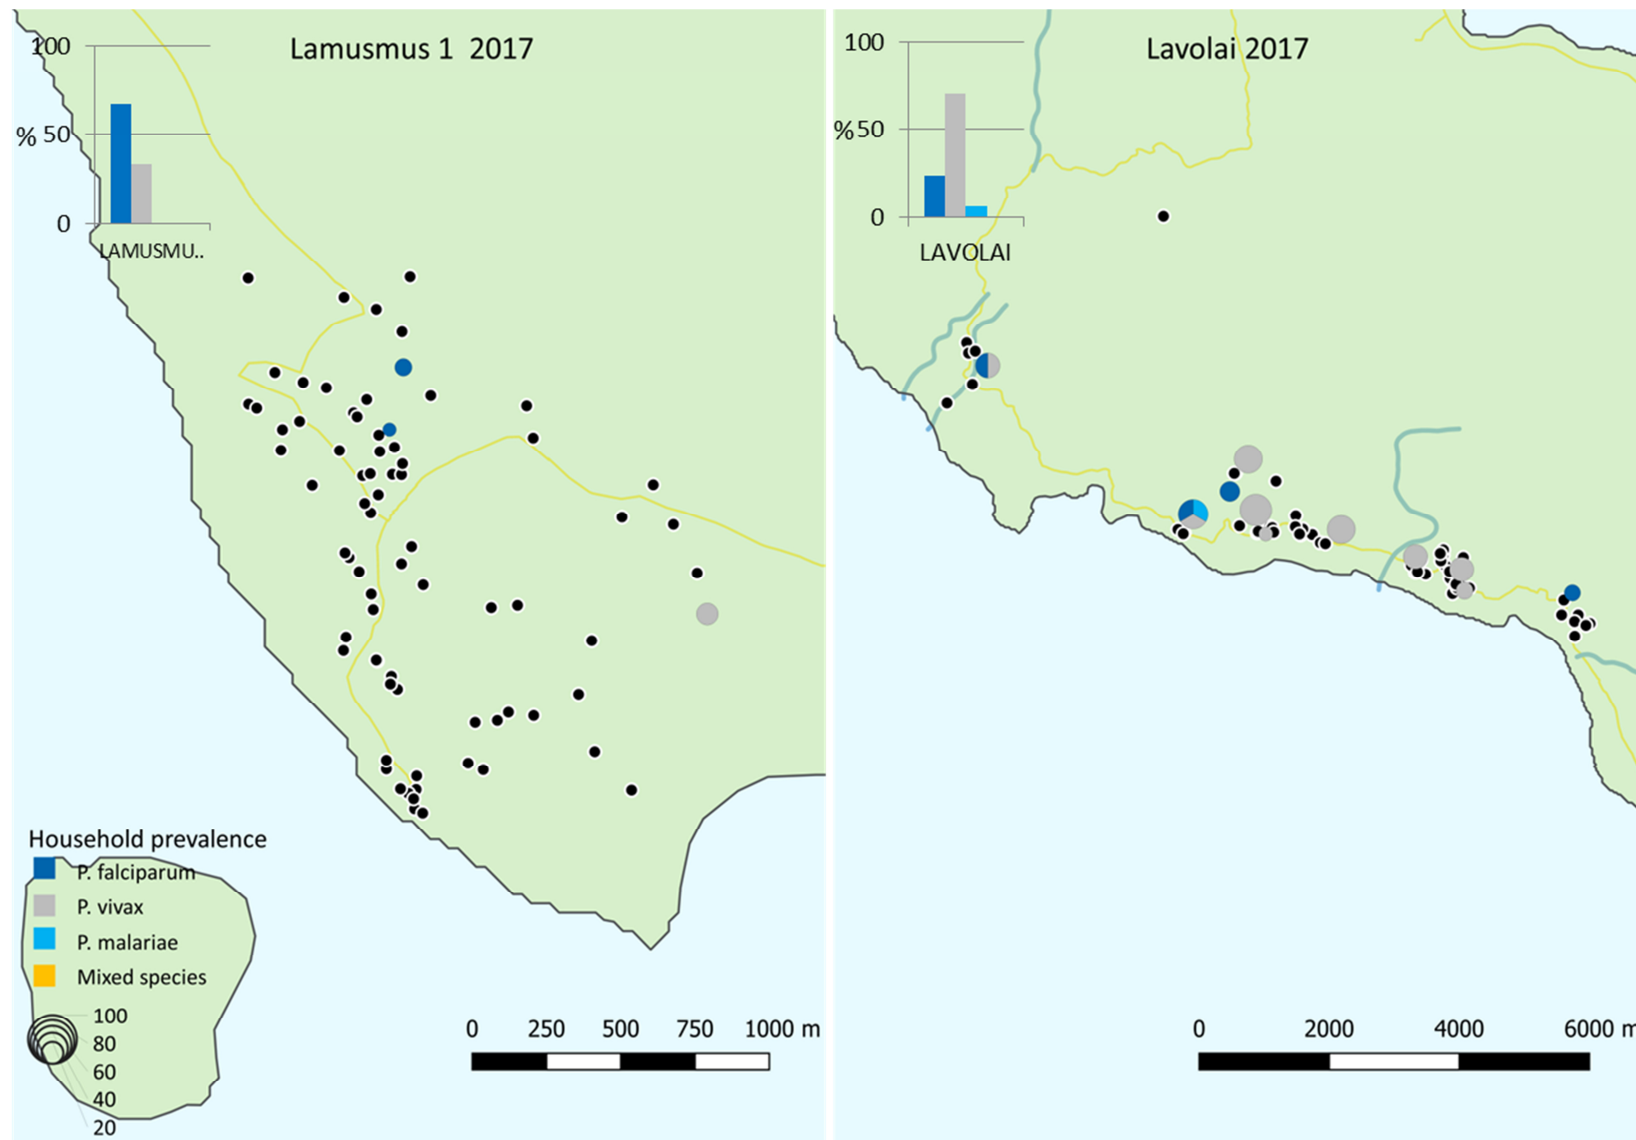 Lamusmus 1 2017
100
% 50
0
LAMUSMU..
Household prevalence
P. falciparum
P. vivax
P. malariae
Mixed species
100
80
60
40
20
0 250 500 750 1000 m
Lavolai 2017
100
%50
0
LAVOLAI
0 2000 4000 6000 m